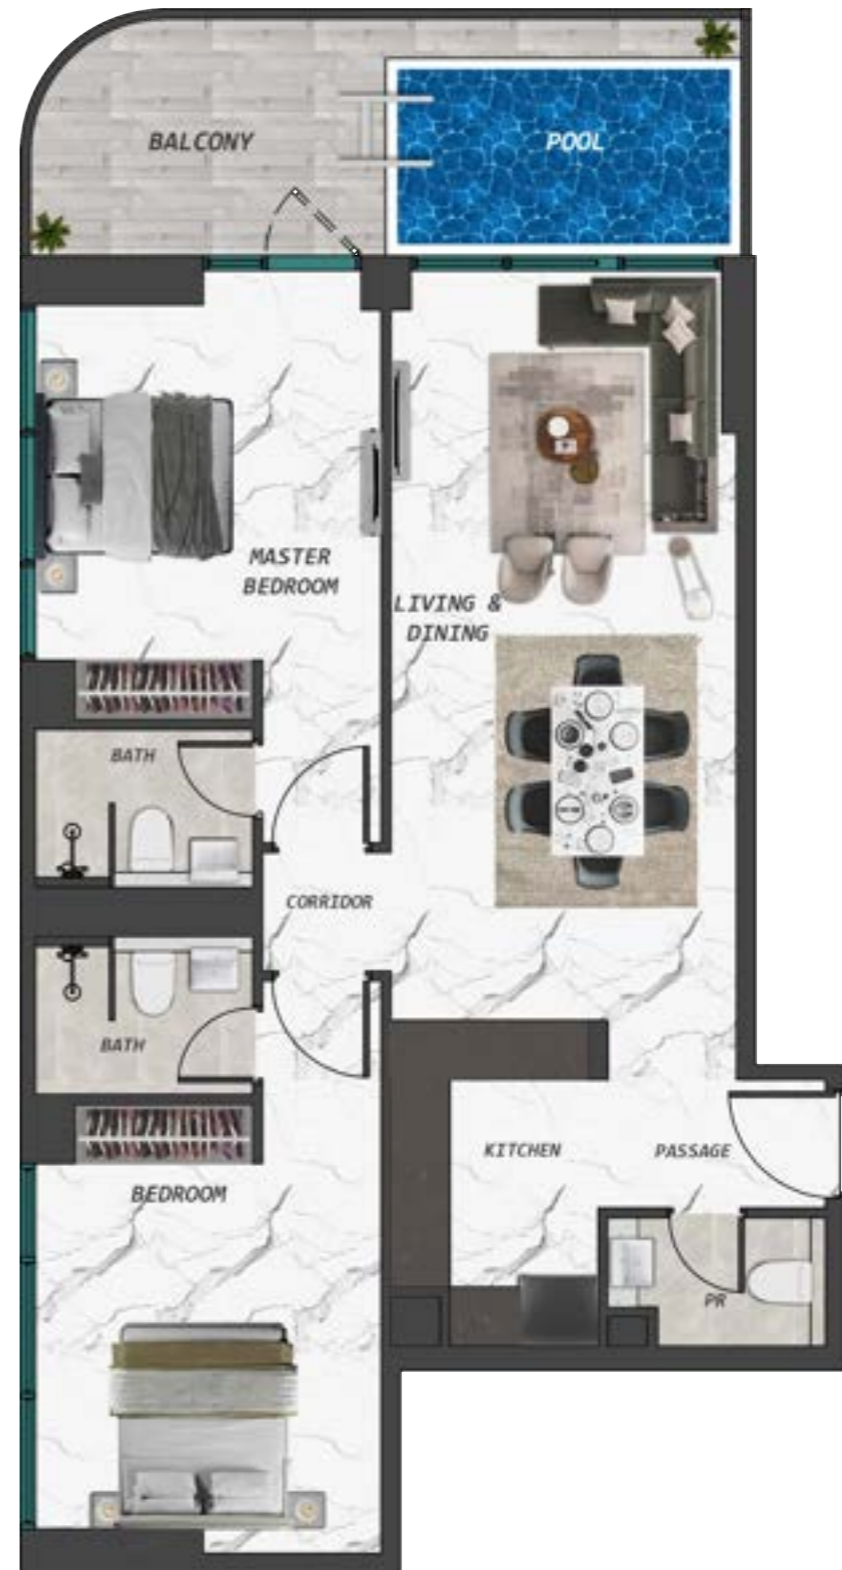 BALCONY
POOL
MASTER
BEDROOM
LIVING &
DINING
BATH
CORRIDOR
BATH
KITCHEN
PASSAGE
BEDROOM
PR